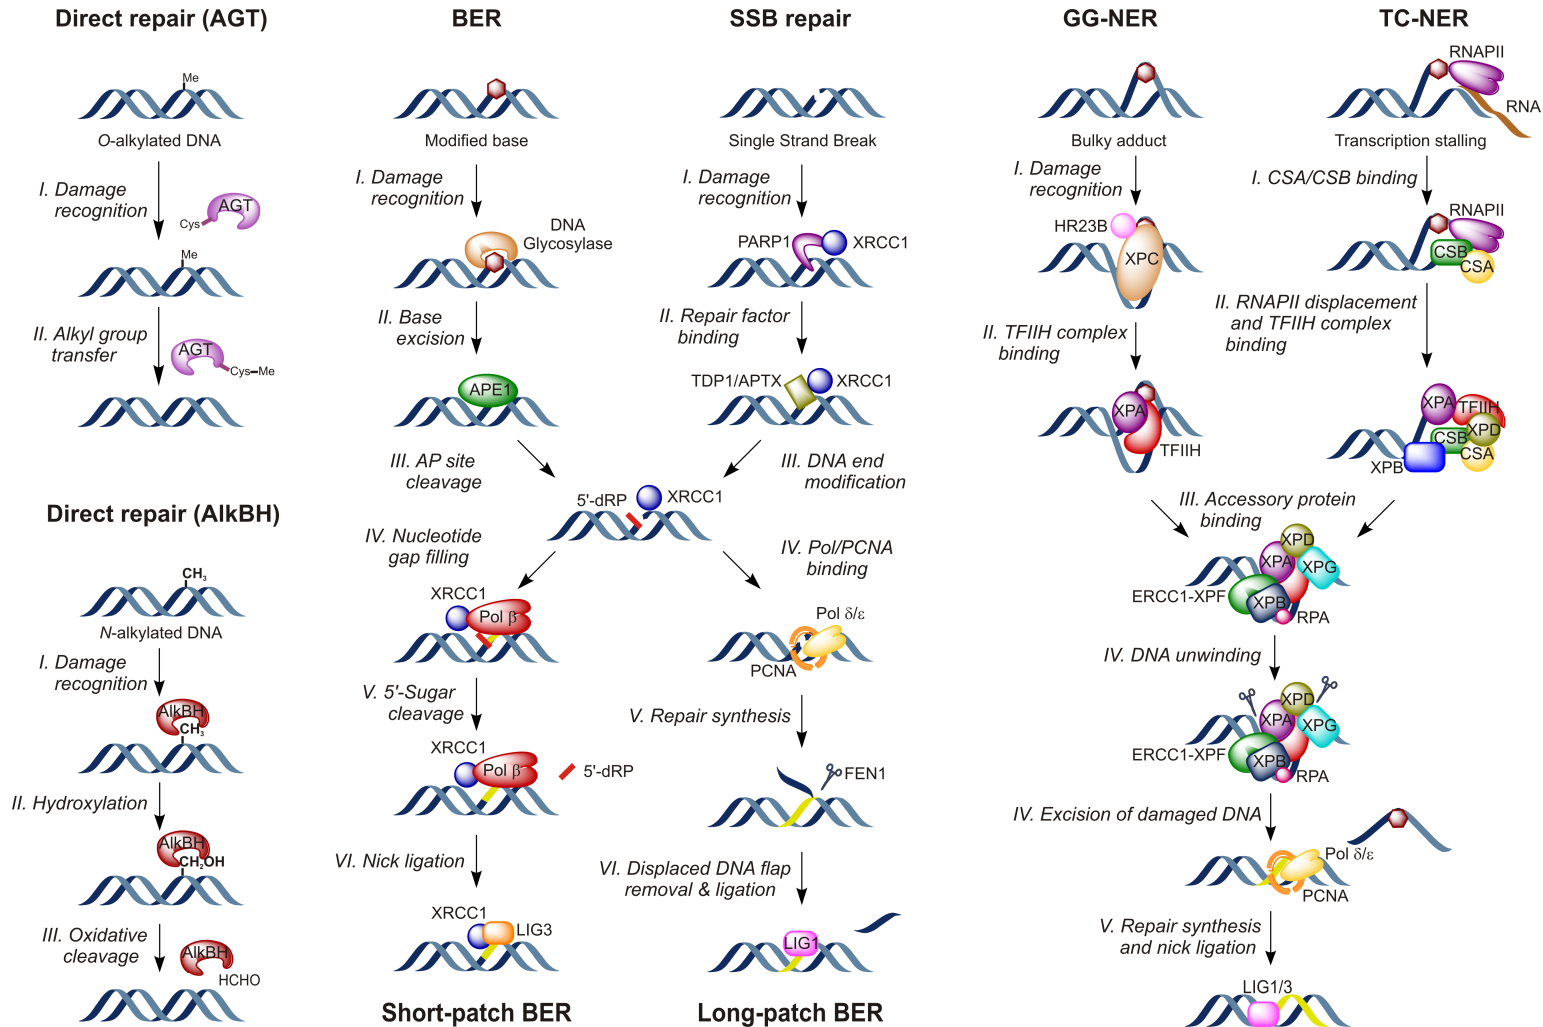 Direct repair (AGT)
Me
O-alkylated DNA
I. Damage
recognition
AGT
Cys
Me
II. Alkyl group
transfer
AGT
Cys–Me
Direct repair (AlkBH)
CH₃
N-alkylated DNA
I. Damage
recognition
AlkBH
CH₃
II. Hydroxylation
AlkBH
CH₂OH
III. Oxidative
cleavage
AlkBH
HCHO
BER
Modified base
I. Damage
recognition
DNA
Glycosylase
II. Base
excision
APE1
III. AP site
cleavage
SSB repair
Single Strand Break
I. Damage
recognition
PARP1
XRCC1
II. Repair factor
binding
TDP1/APTX
XRCC1
III. DNA end
modification
5'-dRP
XRCC1
IV. Nucleotide
gap filling
XRCC1
Pol β
V. 5'-Sugar
cleavage
XRCC1
Pol β
5'-dRP
VI. Nick ligation
XRCC1
LIG3
Short-patch BER
IV. Pol/PCNA
binding
Pol δ/ε
PCNA
V. Repair synthesis
FEN1
VI. Displaced DNA flap
removal & ligation
LIG1
Long-patch BER
GG-NER
Bulky adduct
I. Damage
recognition
HR23B
XPC
II. TFIIH complex
binding
XPA
TFIIH
TC-NER
RNAPII
RNA
Transcription stalling
I. CSA/CSB binding
RNAPII
CSB
CSA
II. RNAPII displacement
and TFIIH complex
binding
XPA
TFIIH
XPD
CSB
CSA
XPB
III. Accessory protein
binding
XPD
XPA
XPG
ERCC1-XPF
XPB
RPA
IV. DNA unwinding
XPD
XPA
XPG
ERCC1-XPF
XPB
RPA
IV. Excision of damaged DNA
Pol δ/ε
PCNA
V. Repair synthesis
and nick ligation
LIG1/3